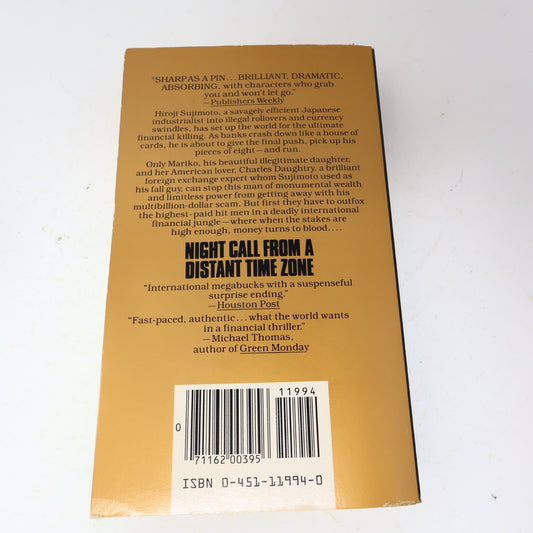 “SHARP AS A PIN... BRILLIANT, DRAMATIC,
ABSORBING, with characters who grab
you and won't let go.”
—Publishers Weekly
Hiroji Sujimoto, a savagely efficient Japanese
industrialist into illegal rollovers and currency
swindles, has set up the world for the ultimate
financial killing. As banks crash down like a house of
cards, he is about to give the final push, pick up his
pieces of eight—and run.
Only Mariko, his beautiful illegitimate daughter,
and her American lover, Charles Daughtry, a brilliant
foreign exchange expert whom Sujimoto used as
his fall guy, can stop this man of monumental wealth
and limitless power from getting away with his
multibillion-dollar scam. But first they have to outfox
the highest-paid hit men in a deadly international
financial jungle—where when the stakes are
high enough, money turns to blood....
NIGHT CALL FROM A
DISTANT TIME ZONE
“International megabucks with a suspenseful
surprise ending.”
—Houston Post
“Fast-paced, authentic...what the world wants
in a financial thriller.”
—Michael Thomas,
author of Green Monday
11994
0
71162 00395
ISBN 0-451-11994-0